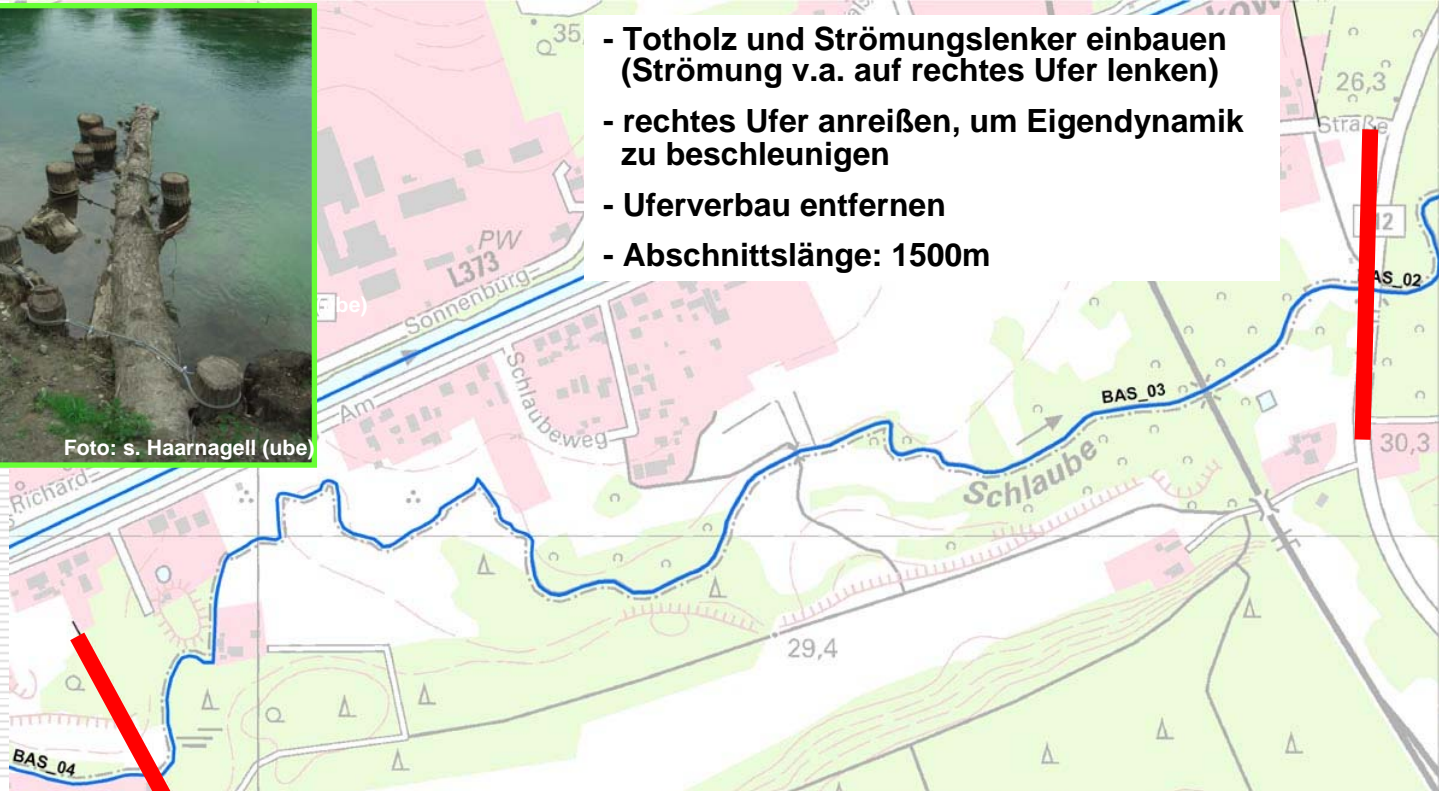 - Totholz und Strömungslenker einbauen
(Strömung v.a. auf rechtes Ufer lenken)
- rechtes Ufer anreißen, um Eigendynamik
zu beschleunigen
- Uferverbau entfernen
- Abschnittslänge: 1500m
Foto: s. Haarnagell (ube)
be)
35
26,3
Straße
PW
L373
Sonnenburg
Am
Schlaubeweg
Richard
BAS_02
BAS_03
Schlaube
30,3
29,4
BAS_04